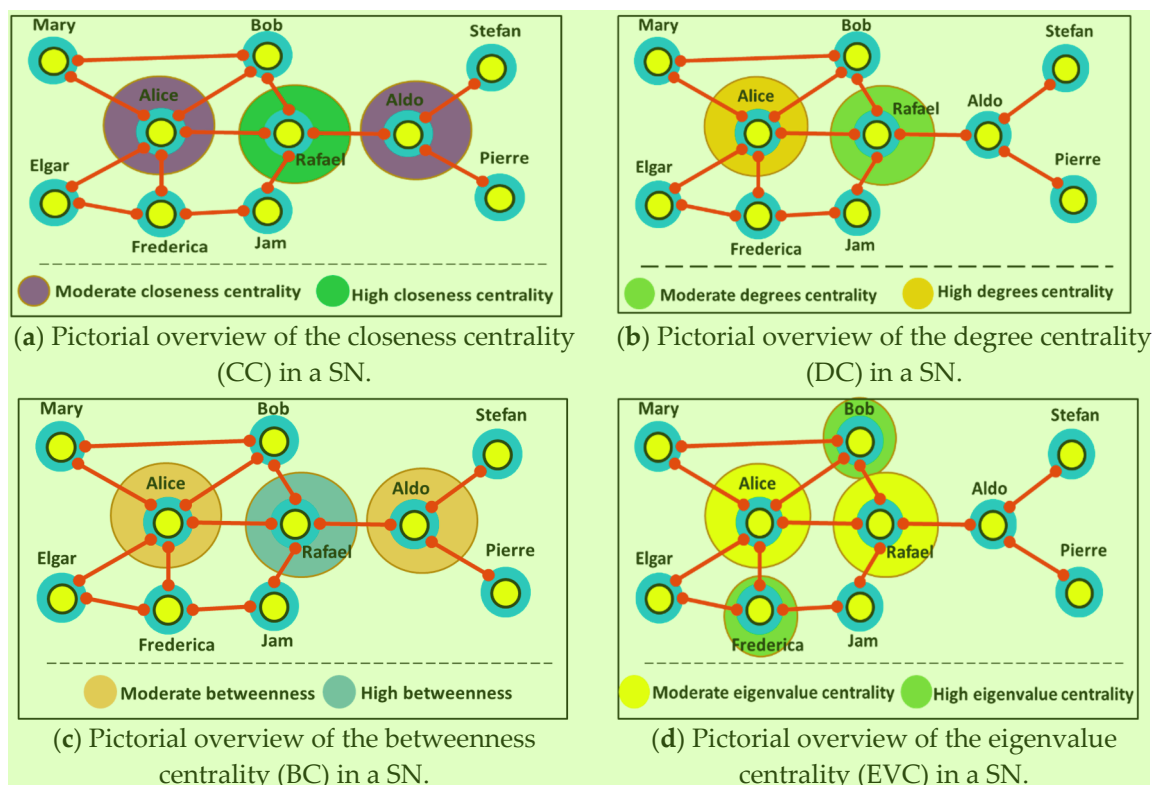 Mary
Bob
Stefan
Alice
Aldo
Rafael
Elgar
Pierre
Frederica
Jam
Moderate closeness centrality
High closeness centrality
(a) Pictorial overview of the closeness centrality
(CC) in a SN.
Mary
Bob
Stefan
Alice
Rafael
Aldo
Elgar
Pierre
Frederica
Jam
Moderate degrees centrality
High degrees centrality
(b) Pictorial overview of the degree centrality
(DC) in a SN.
Mary
Bob
Stefan
Alice
Aldo
Rafael
Elgar
Pierre
Frederica
Jam
Moderate betweenness
High betweenness
(c) Pictorial overview of the betweenness
centrality (BC) in a SN.
Mary
Bob
Stefan
Alice
Aldo
Rafael
Elgar
Pierre
Frederica
Jam
Moderate eigenvalue centrality
High eigenvalue centrality
(d) Pictorial overview of the eigenvalue
centrality (EVC) in a SN.